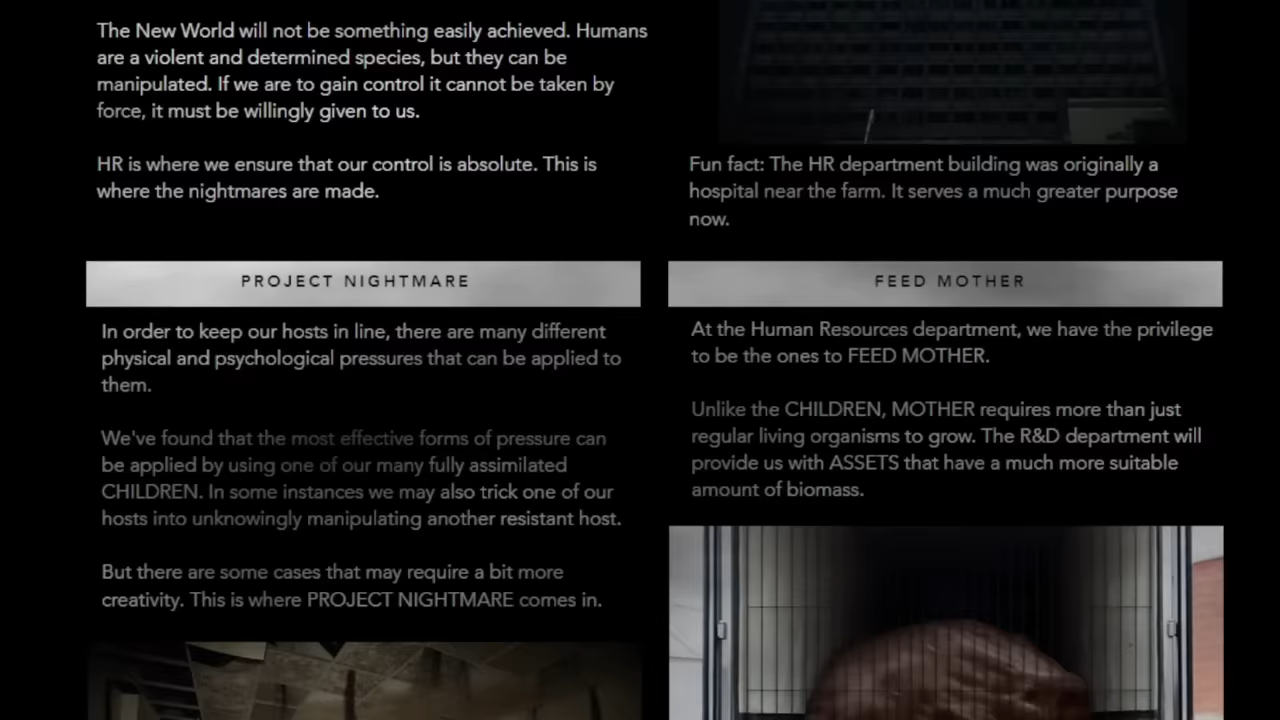 The New World will not be something easily achieved. Humans
are a violent and determined species, but they can be
manipulated. If we are to gain control it cannot be taken by
force, it must be willingly given to us.
HR is where we ensure that our control is absolute. This is
where the nightmares are made.
Fun fact: The HR department building was originally a
hospital near the farm. It serves a much greater purpose
now.
PROJECT NIGHTMARE
In order to keep our hosts in line, there are many different
physical and psychological pressures that can be applied to
them.
We've found that the most effective forms of pressure can
be applied by using one of our many fully assimilated
CHILDREN. In some instances we may also trick one of our
hosts into unknowingly manipulating another resistant host.
But there are some cases that may require a bit more
creativity. This is where PROJECT NIGHTMARE comes in.
FEED MOTHER
At the Human Resources department, we have the privilege
to be the ones to FEED MOTHER.
Unlike the CHILDREN, MOTHER requires more than just
regular living organisms to grow. The R&D department will
provide us with ASSETS that have a much more suitable
amount of biomass.